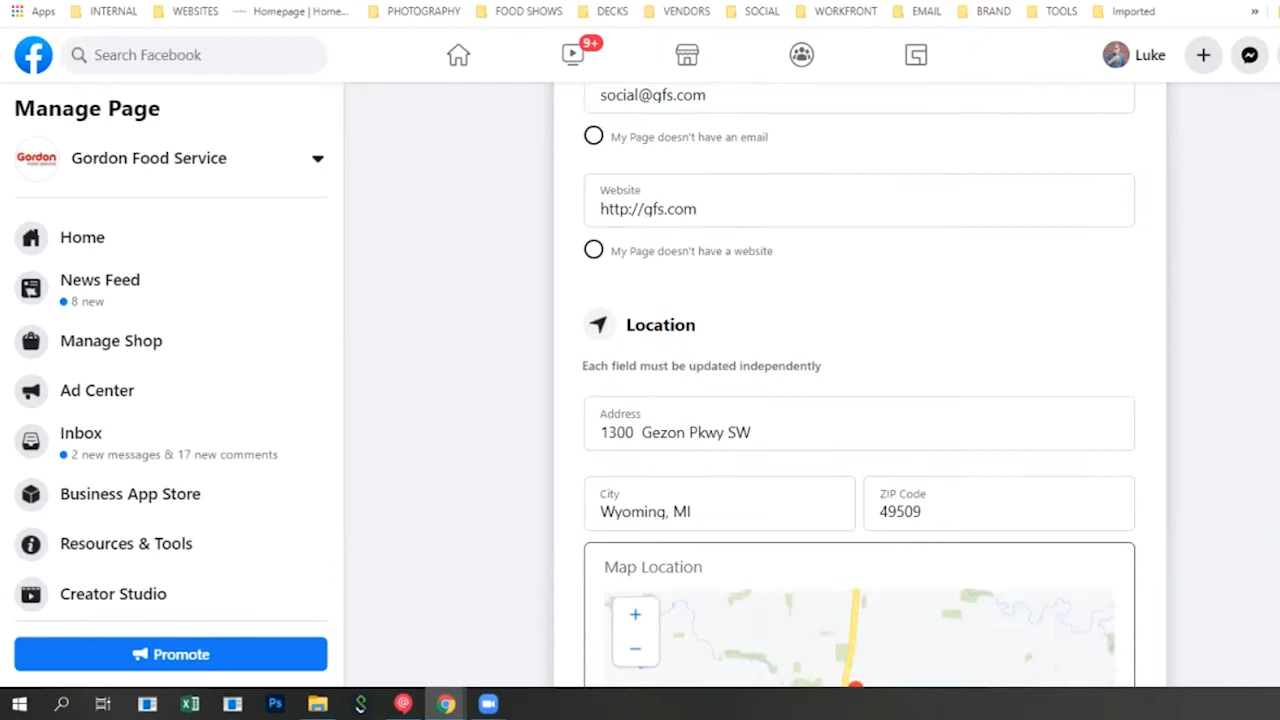 Apps INTERNAL WEBSITES Homepage | Home... PHOTOGRAPHY FOOD SHOWS DECKS VENDORS SOCIAL WORKFRONT EMAIL BRAND TOOLS Imported »
Search Facebook
9+
Luke
Manage Page
Gordon
FOOD SERVICE
Gordon Food Service
Home
News Feed
8 new
Manage Shop
Ad Center
Inbox
2 new messages & 17 new comments
Business App Store
Resources & Tools
Creator Studio
Promote
social@gfs.com
My Page doesn't have an email
Website
http://gfs.com
My Page doesn't have a website
Location
Each field must be updated independently
Address
1300 Gezon Pkwy SW
City
Wyoming, MI
ZIP Code
49509
Map Location
+
−
Ps